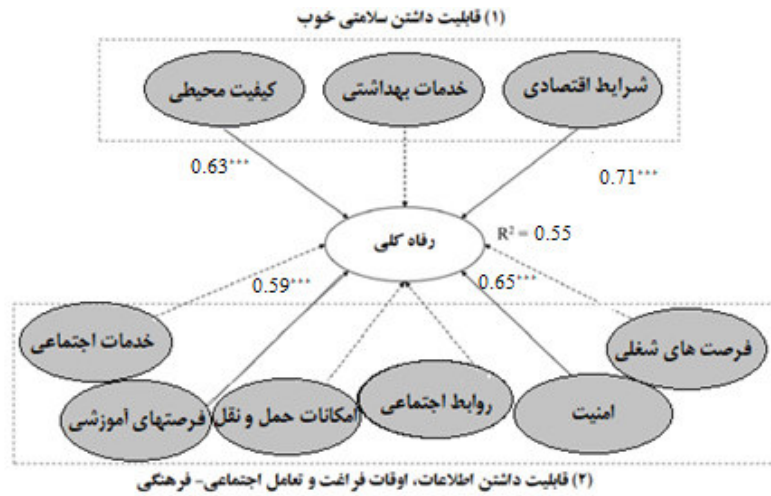 (۱) قابلیت داشتن سلامتی خوب
شرایط اقتصادی
خدمات بهداشتی
کیفیت محیطی
0.63***
0.71***
رفاه کلی
R² = 0.55
0.59***
0.65***
فرصت های شغلی
خدمات اجتماعی
امنیت
روابط اجتماعی
امکانات حمل و نقل
فرصتهای آموزشی
(۲) قابلیت داشتن اطلاعات، اوقات فراغت و تعامل اجتماعی- فرهنگی